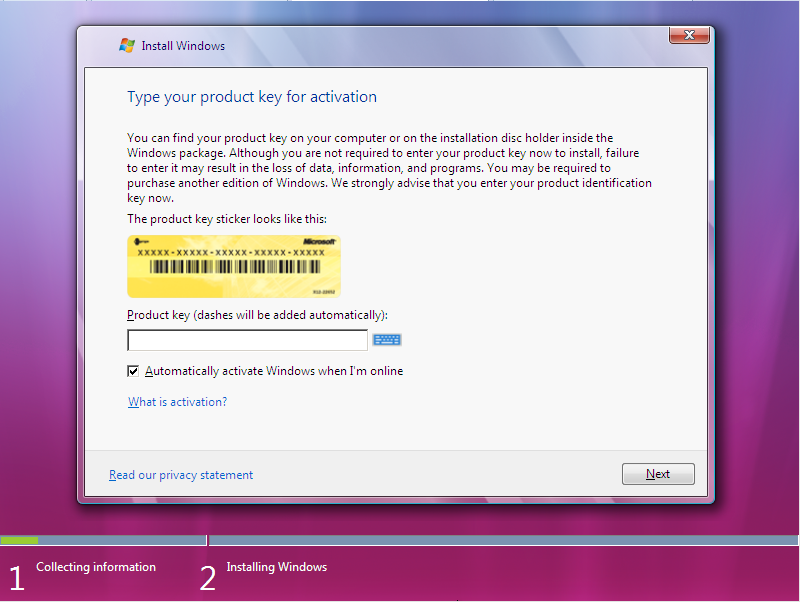 Install Windows
Type your product key for activation
You can find your product key on your computer or on the installation disc holder inside the
Windows package. Although you are not required to enter your product key now to install, failure
to enter it may result in the loss of data, information, and programs. You may be required to
purchase another edition of Windows. We strongly advise that you enter your product identification
key now.
The product key sticker looks like this:
Microsoft
XXXXX-XXXXX-XXXXX-XXXXX-XXXXX
Product key (dashes will be added automatically):
Automatically activate Windows when I'm online
What is activation?
Read our privacy statement
Next
1 Collecting information
2 Installing Windows